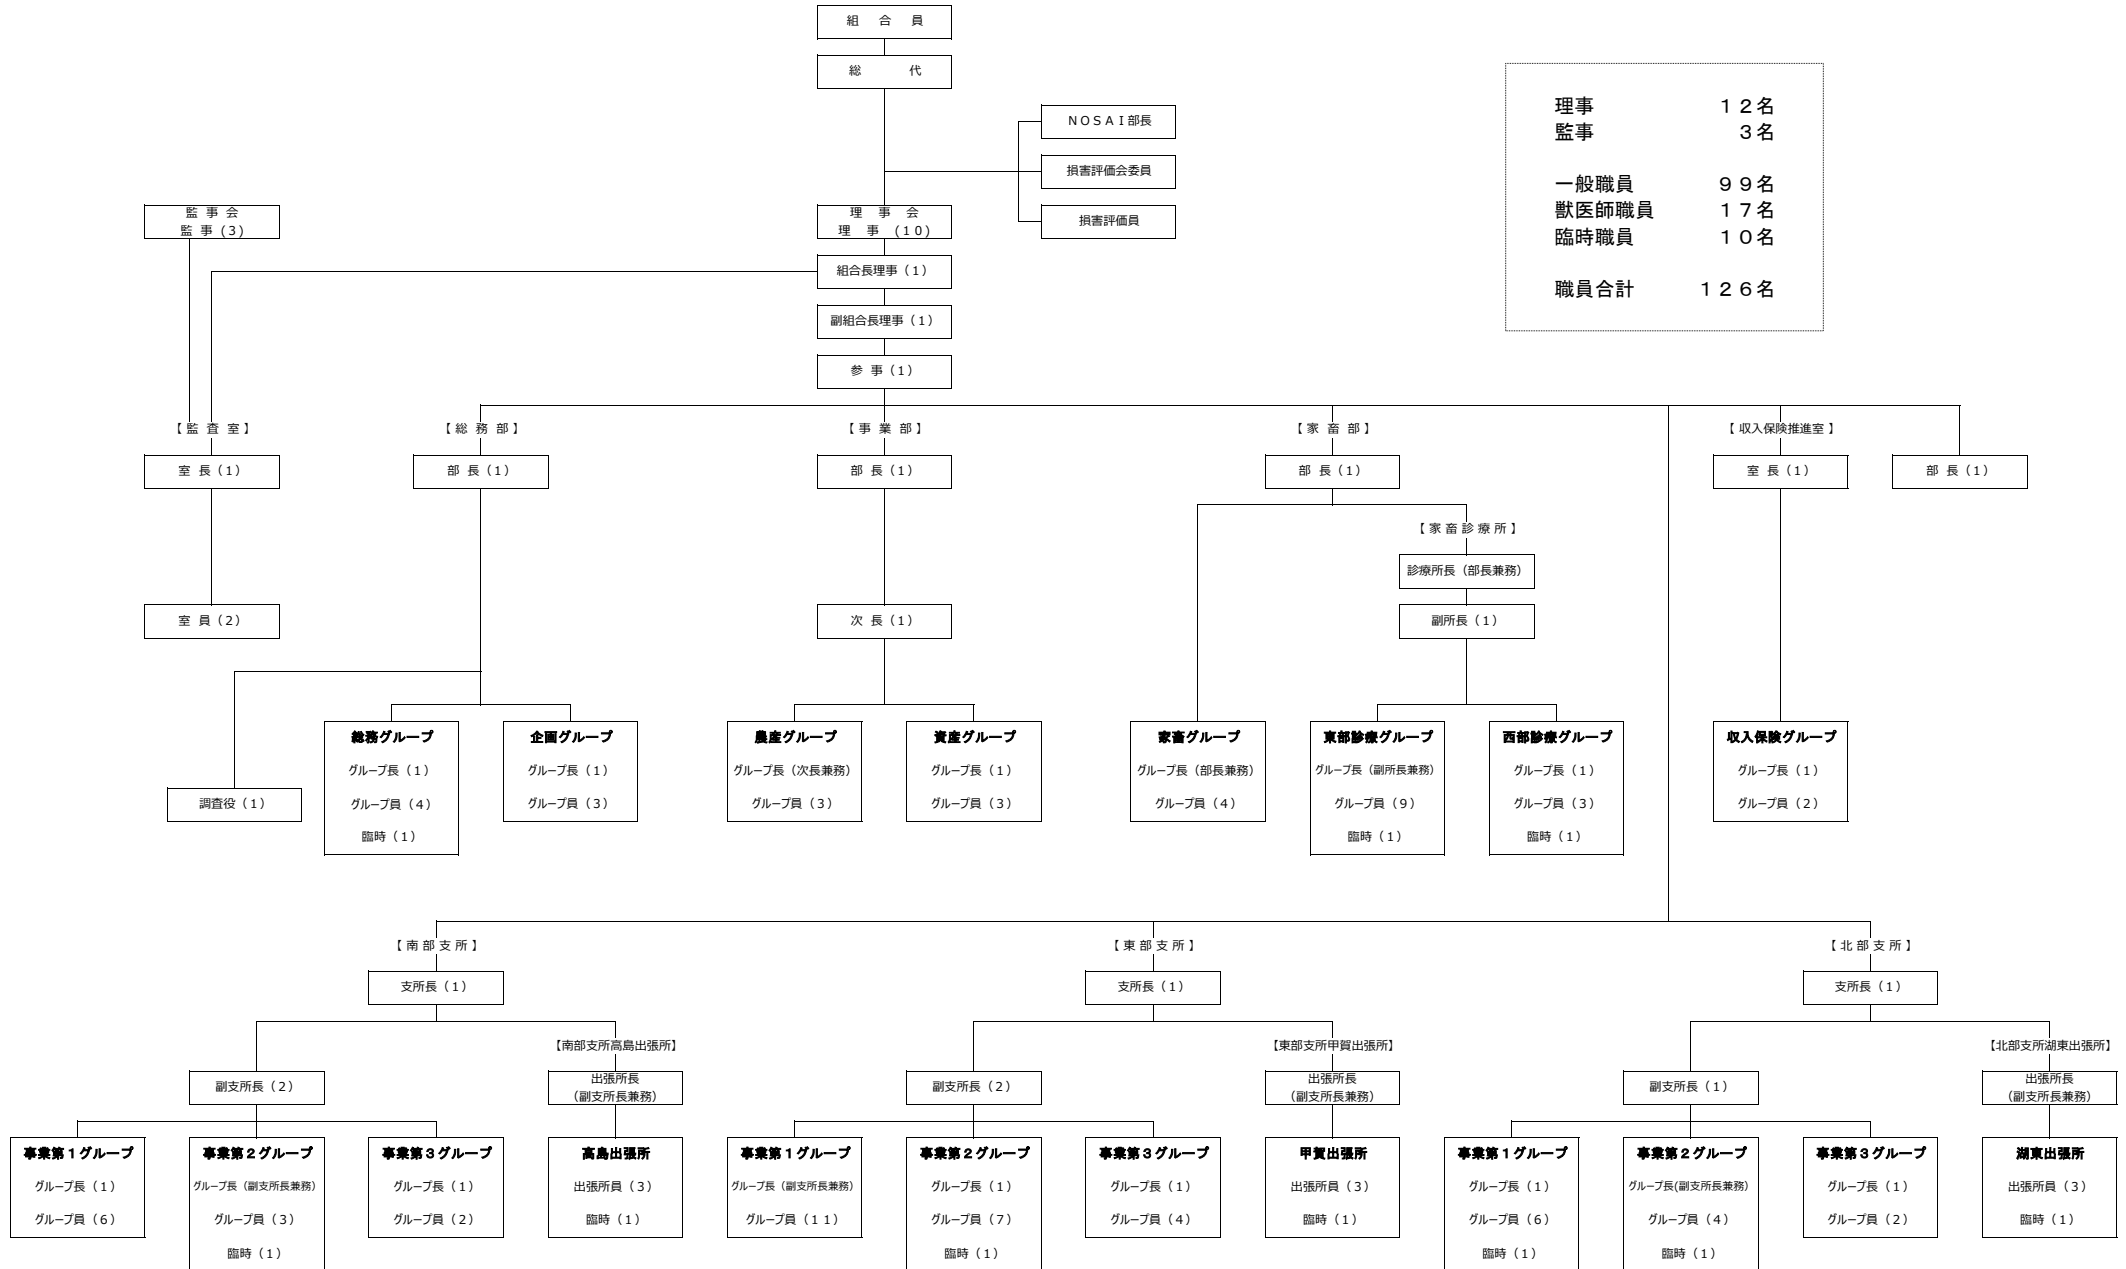 組 合 員
総 代
NOSAI部長
損害評価会委員
損害評価員
理事 12名
監事 3名
一般職員 99名
獣医師職員 17名
臨時職員 10名
職員合計 126名
監 事 会
監 事 (3)
理 事 会
理 事 (10)
組合長理事(1)
副組合長理事(1)
参 事(1)
【 監 査 室 】
【 総 務 部 】
【 事 業 部 】
【 家 畜 部 】
【 収入保険推進室 】
室 長(1)
部 長(1)
部 長(1)
部 長(1)
室 長(1)
部 長(1)
【 家 畜 診 療 所 】
診療所長(部長兼務)
室 員(2)
次 長(1)
副所長(1)
調査役(1)
総務グループ
グループ長(1)
グループ員(4)
臨時(1)
企画グループ
グループ長(1)
グループ員(3)
農産グループ
グループ長(次長兼務)
グループ員(3)
資産グループ
グループ長(1)
グループ員(3)
家畜グループ
グループ長(部長兼務)
グループ員(4)
東部診療グループ
グループ長(副所長兼務)
グループ員(9)
臨時(1)
西部診療グループ
グループ長(1)
グループ員(3)
臨時(1)
収入保険グループ
グループ長(1)
グループ員(2)
【 南 部 支 所 】
【 東 部 支 所 】
【 北 部 支 所 】
支所長(1)
支所長(1)
支所長(1)
【南部支所高島出張所】
【東部支所甲賀出張所】
【北部支所湖東出張所】
副支所長(2)
出張所長
(副支所長兼務)
副支所長(2)
出張所長
(副支所長兼務)
副支所長(1)
出張所長
(副支所長兼務)
事業第1グループ
グループ長(1)
グループ員(6)
事業第2グループ
グループ長(副支所長兼務)
グループ員(3)
臨時(1)
事業第3グループ
グループ長(1)
グループ員(2)
高島出張所
出張所員(3)
臨時(1)
事業第1グループ
グループ長(副支所長兼務)
グループ員(11)
事業第2グループ
グループ長(1)
グループ員(7)
臨時(1)
事業第3グループ
グループ長(1)
グループ員(4)
甲賀出張所
出張所員(3)
臨時(1)
事業第1グループ
グループ長(1)
グループ員(6)
臨時(1)
事業第2グループ
グループ長(副支所長兼務)
グループ員(4)
臨時(1)
事業第3グループ
グループ長(1)
グループ員(2)
湖東出張所
出張所員(3)
臨時(1)